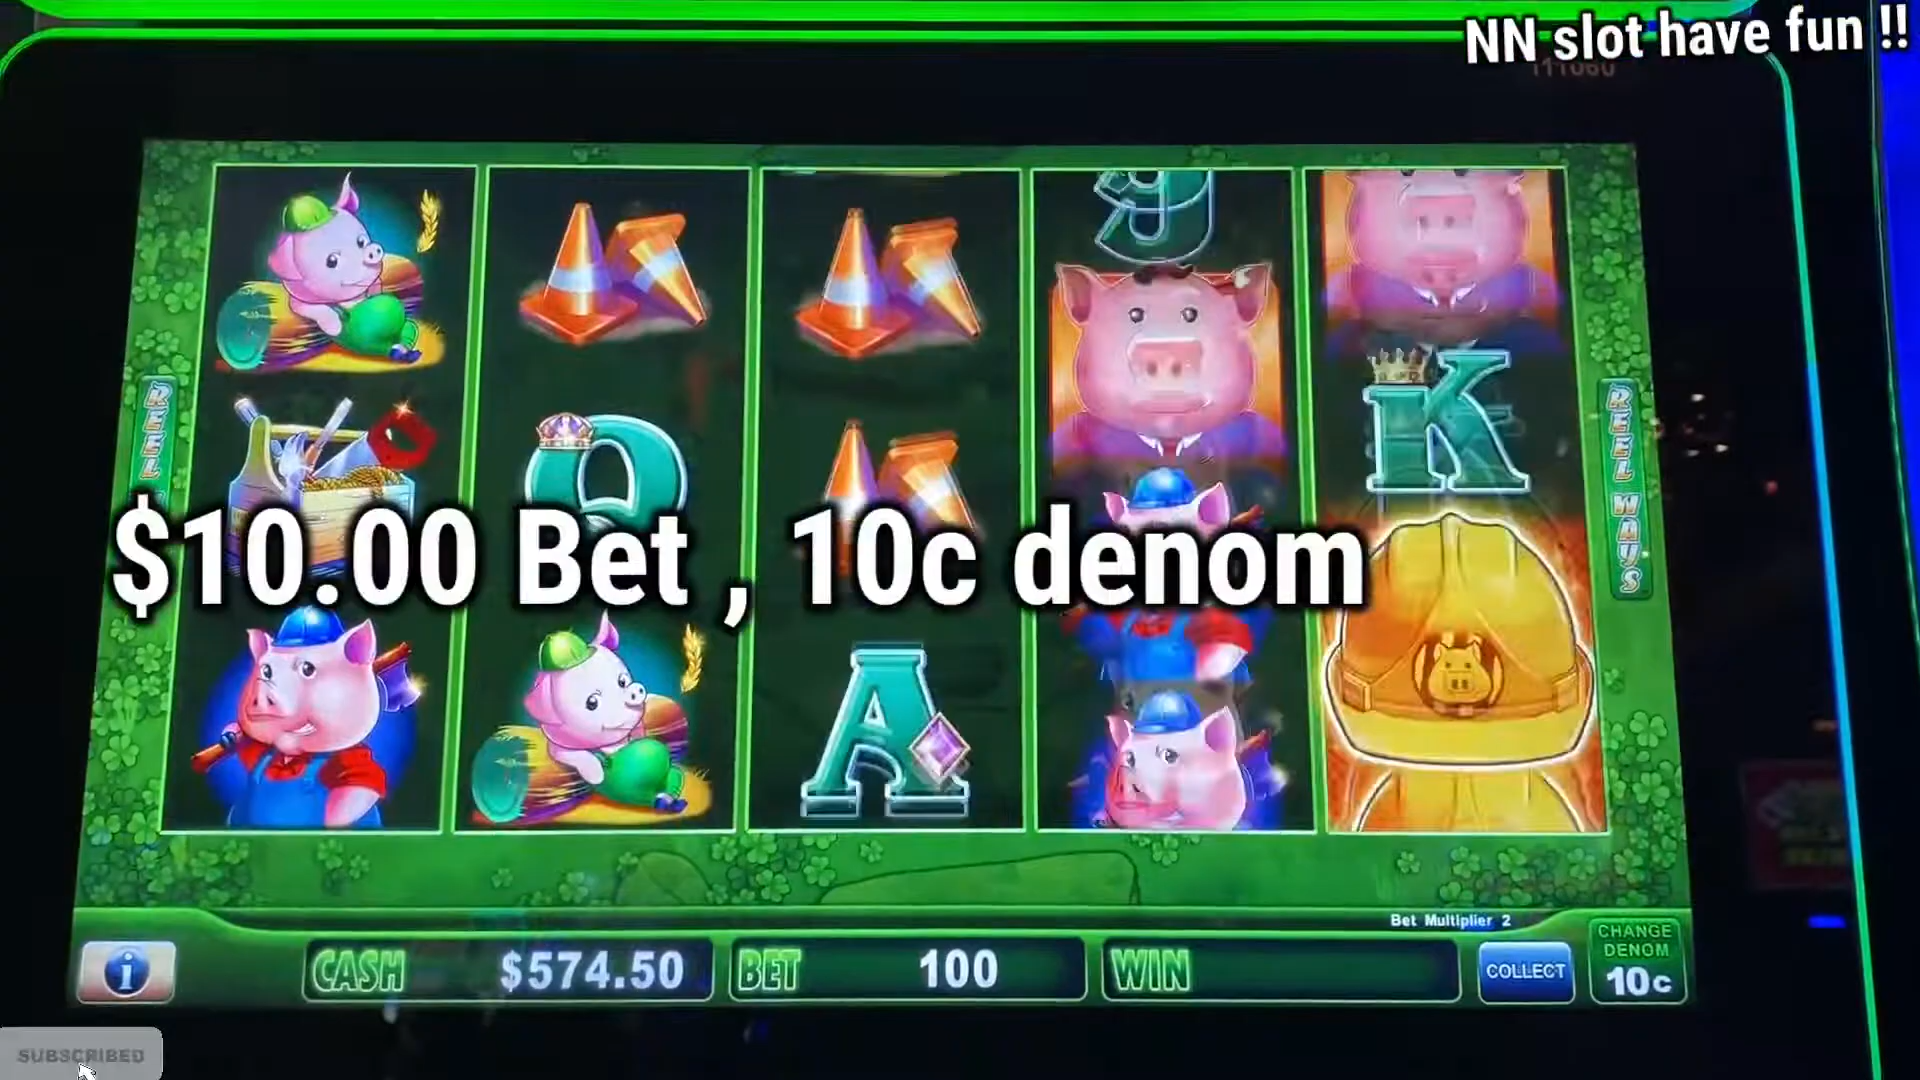 NN slot have fun !!
REEL
REEL WAYS
$10.00 Bet , 10c denom
Q
K
A
Bet Multiplier 2
CASH $574.50 BET 100 WIN
COLLECT
CHANGE
DENOM
10c
SUBSCRIBED